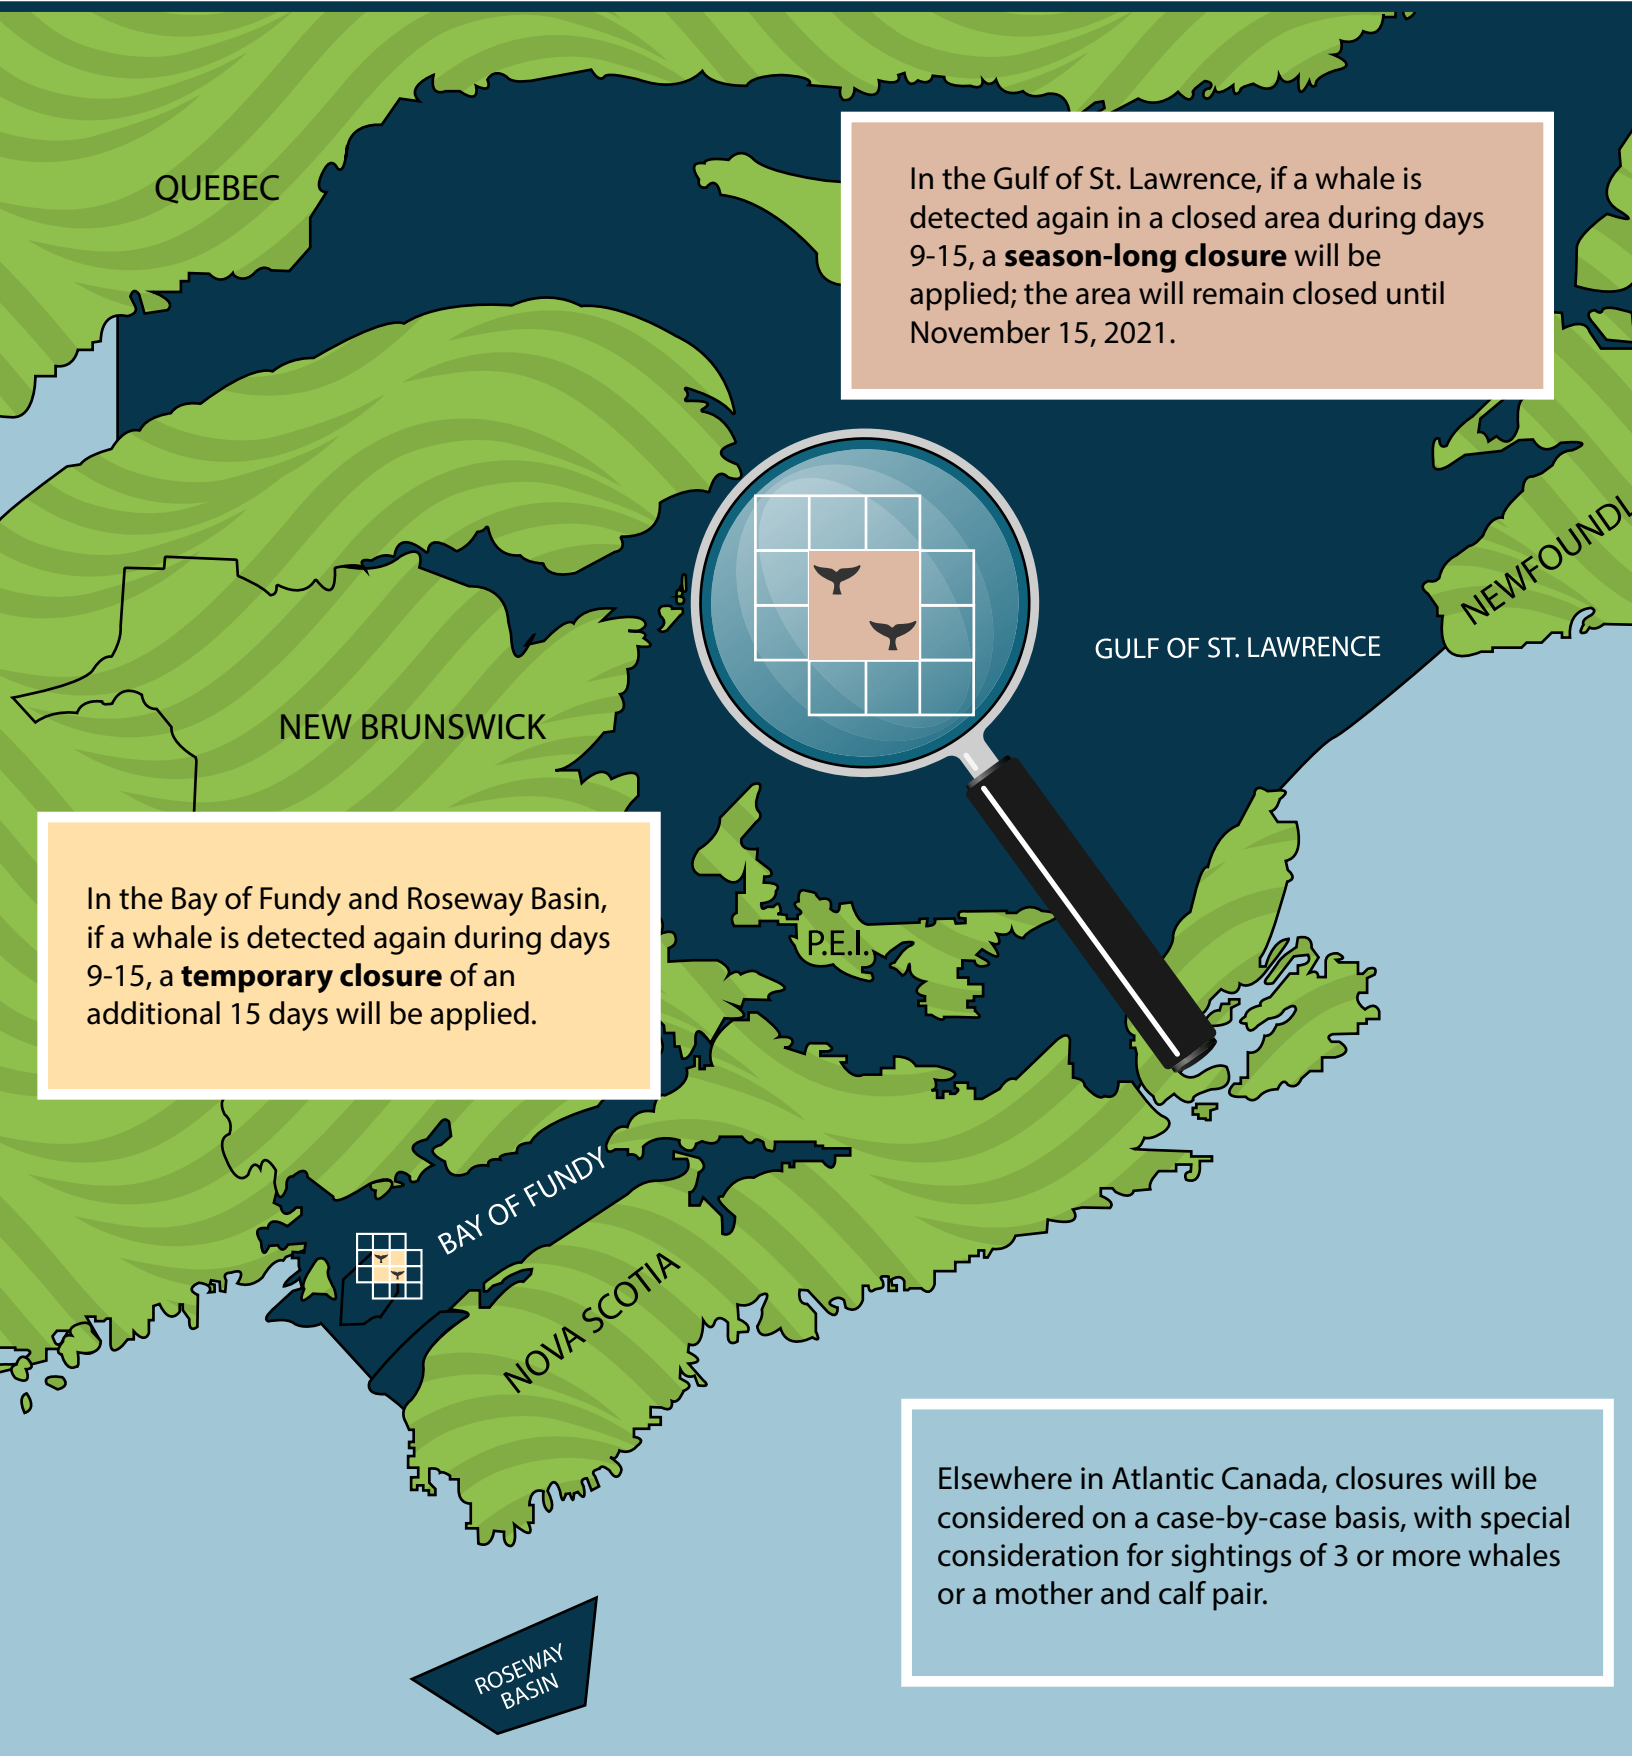 QUEBEC
In the Gulf of St. Lawrence, if a whale is
detected again in a closed area during days
9-15, a season-long closure will be
applied; the area will remain closed until
November 15, 2021.
NEWFOUNDL
GULF OF ST. LAWRENCE
NEW BRUNSWICK
In the Bay of Fundy and Roseway Basin,
if a whale is detected again during days
9-15, a temporary closure of an
additional 15 days will be applied.
P.E.I.
BAY OF FUNDY
NOVA SCOTIA
Elsewhere in Atlantic Canada, closures will be
considered on a case-by-case basis, with special
consideration for sightings of 3 or more whales
or a mother and calf pair.
ROSEWAY
BASIN